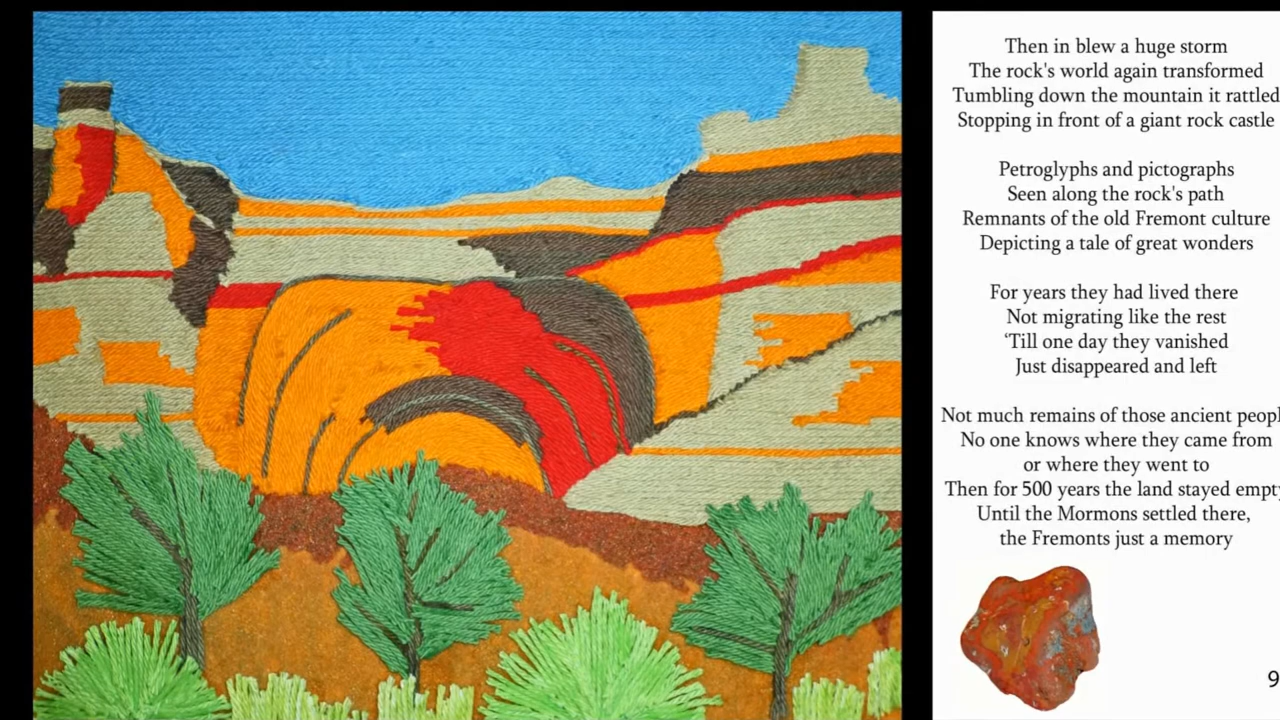 Then in blew a huge storm
The rock's world again transformed
Tumbling down the mountain it rattled
Stopping in front of a giant rock castle
Petroglyphs and pictographs
Seen along the rock's path
Remnants of the old Fremont culture
Depicting a tale of great wonders
For years they had lived there
Not migrating like the rest
‘Till one day they vanished
Just disappeared and left
Not much remains of those ancient peopl
No one knows where they came from
or where they went to
Then for 500 years the land stayed empty
Until the Mormons settled there,
the Fremonts just a memory
9